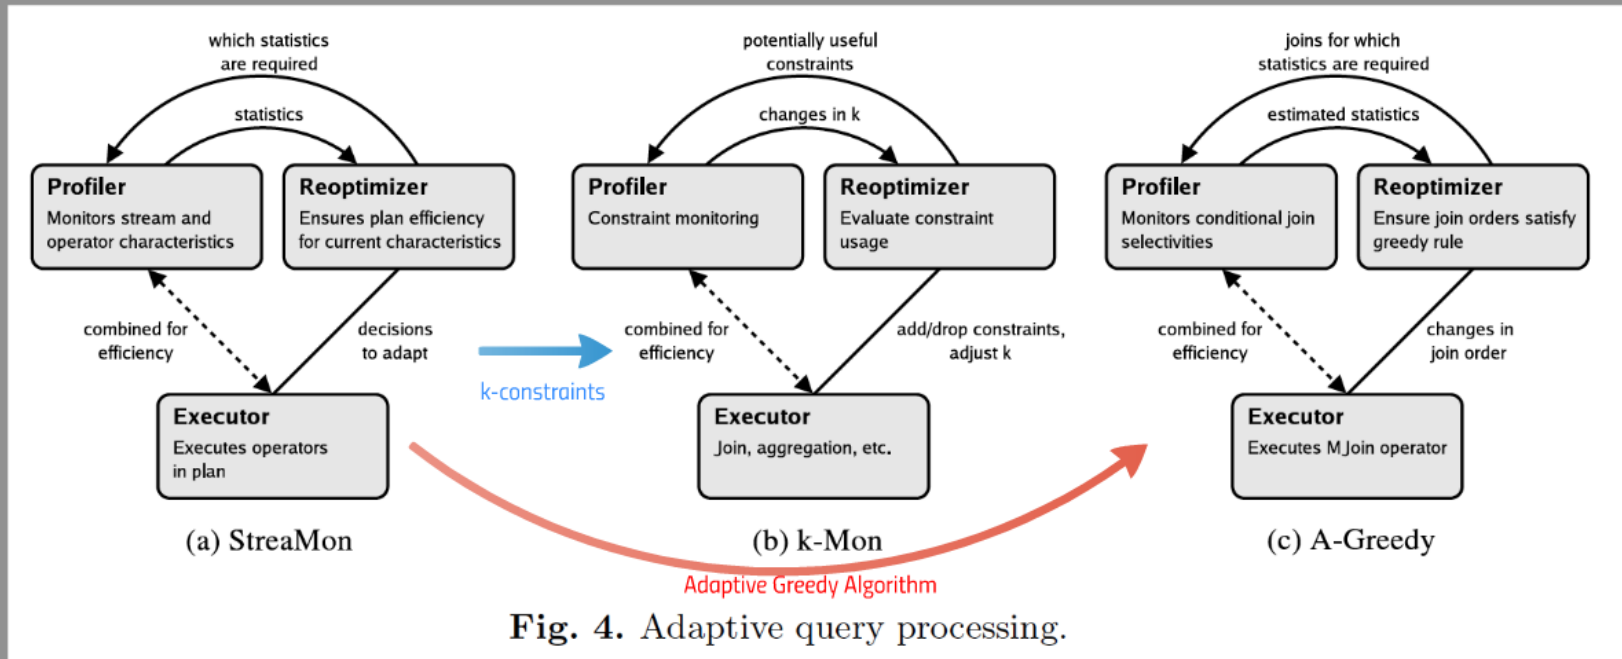 which statistics
are required
statistics
Profiler
Monitors stream and
operator characteristics
Reoptimizer
Ensures plan efficiency
for current characteristics
combined for
efficiency
decisions
to adapt
Executor
Executes operators
in plan
(a) StreaMon
k-constraints
potentially useful
constraints
changes in k
Profiler
Constraint monitoring
Reoptimizer
Evaluate constraint
usage
combined for
efficiency
add/drop constraints,
adjust k
Executor
Join, aggregation, etc.
(b) k-Mon
joins for which
statistics are required
estimated statistics
Profiler
Monitors conditional join
selectivities
Reoptimizer
Ensure join orders satisfy
greedy rule
combined for
efficiency
changes in
join order
Executor
Executes MJoin operator
(c) A-Greedy
Adaptive Greedy Algorithm
Fig. 4. Adaptive query processing.